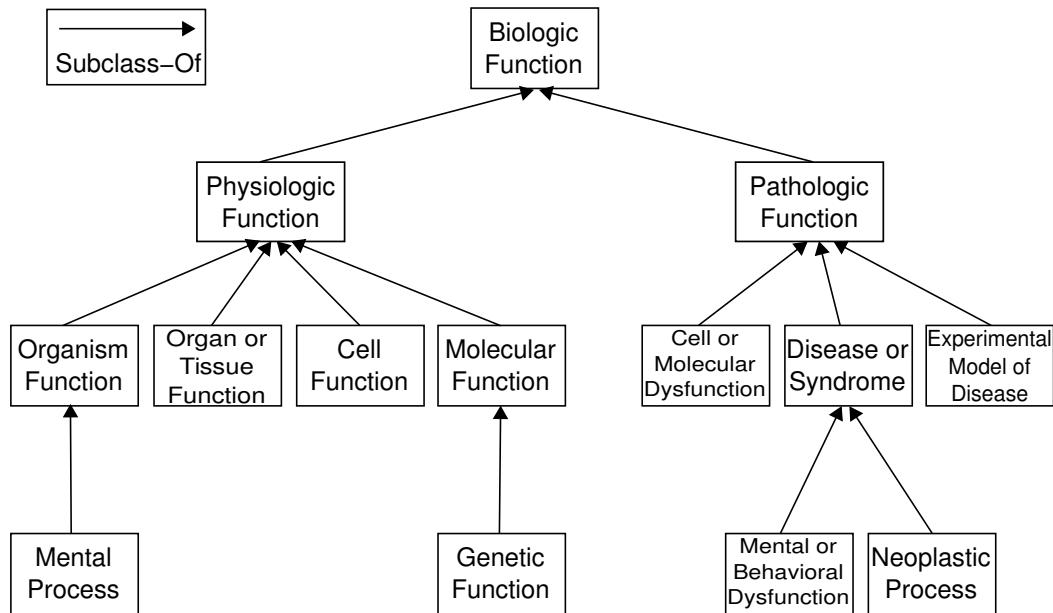 Subclass−Of
Biologic
Function
Physiologic
Function
Pathologic
Function
Organism
Function
Organ or
Tissue
Function
Cell
Function
Molecular
Function
Cell or
Molecular
Dysfunction
Disease or
Syndrome
Experimental
Model of
Disease
Mental
Process
Genetic
Function
Mental or
Behavioral
Dysfunction
Neoplastic
Process